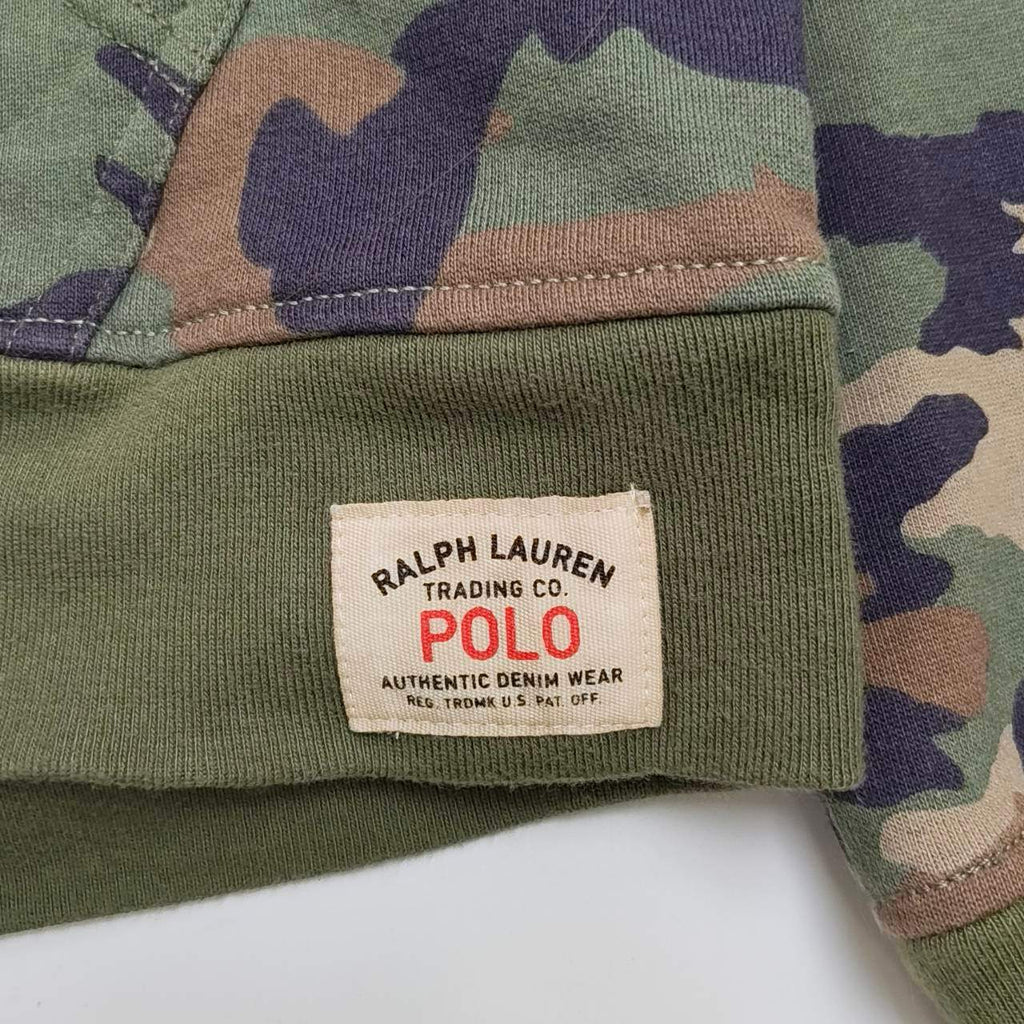 RALPH LAUREN
TRADING CO.
POLO
AUTHENTIC DENIM WEAR
REG. TRDMK U.S. PAT. OFF.